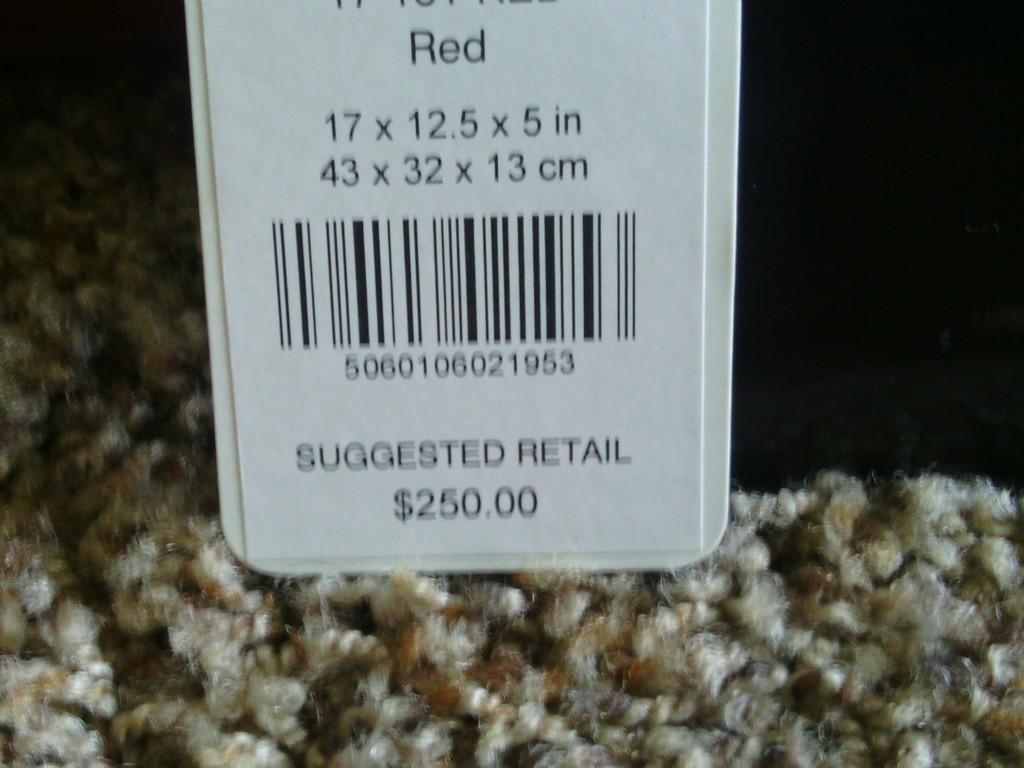 Red
17 x 12.5 x 5 in
43 x 32 x 13 cm
5060106021953
SUGGESTED RETAIL
$250.00